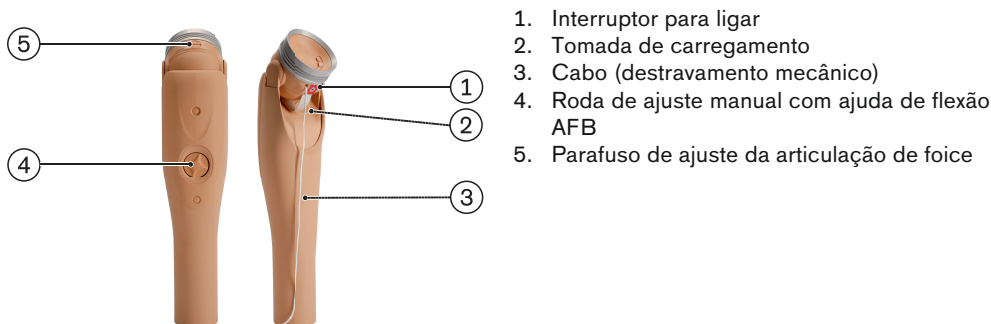 5
4
1
2
3
1. Interruptor para ligar
2. Tomada de carregamento
3. Cabo (destravamento mecânico)
4. Roda de ajuste manual com ajuda de flexão
AFB
5. Parafuso de ajuste da articulação de foice